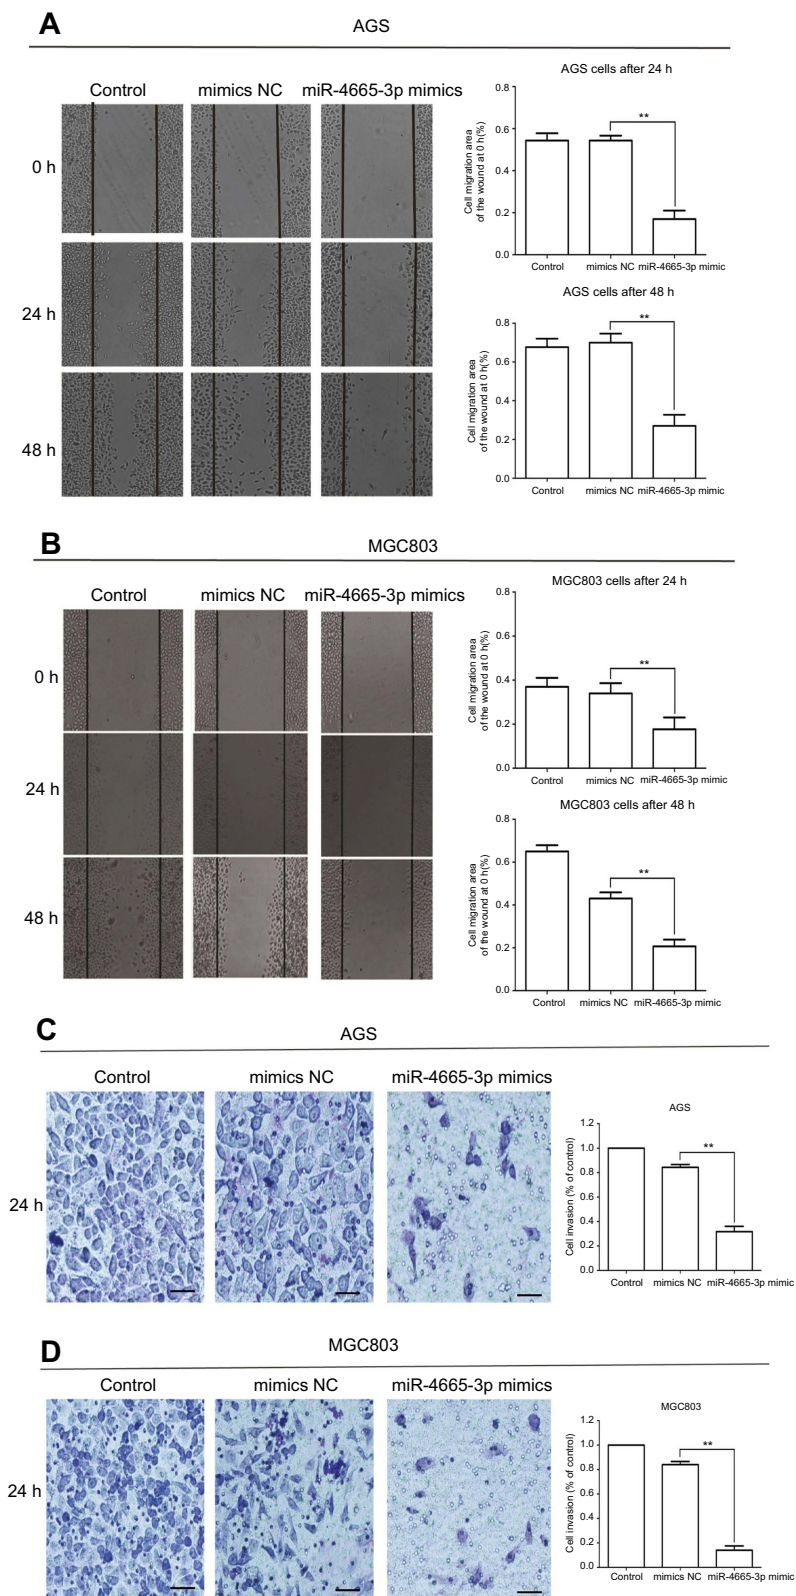 A
AGS
Control
mimics NC
miR-4665-3p mimics
0 h
24 h
48 h
AGS cells after 24 h
Cell migration area
of the wound at 0 h(%)
0.8
0.6
0.4
0.2
0.0
**
Control
mimics NC
miR-4665-3p mimic
AGS cells after 48 h
Cell migration area
of the wound at 0 h(%)
0.8
0.6
0.4
0.2
0.0
**
Control
mimics NC
miR-4665-3p mimic
B
MGC803
Control
mimics NC
miR-4665-3p mimics
0 h
24 h
48 h
MGC803 cells after 24 h
Cell migration area
of the wound at 0 h(%)
0.8
0.6
0.4
0.2
0.0
**
Control
mimics NC
miR-4665-3p mimic
MGC803 cells after 48 h
Cell migration area
of the wound at 0 h(%)
0.8
0.6
0.4
0.2
0.0
**
Control
mimics NC
miR-4665-3p mimic
C
AGS
Control
mimics NC
miR-4665-3p mimics
24 h
AGS
Cell invasion (% of control)
1.2
1.0
0.8
0.6
0.4
0.2
0.0
**
Control
mimics NC
miR-4665-3p mimic
D
MGC803
Control
mimics NC
miR-4665-3p mimics
24 h
MGC803
Cell invasion (% of control)
1.2
1.0
0.8
0.6
0.4
0.2
0.0
**
Control
mimics NC
miR-4665-3p mimic